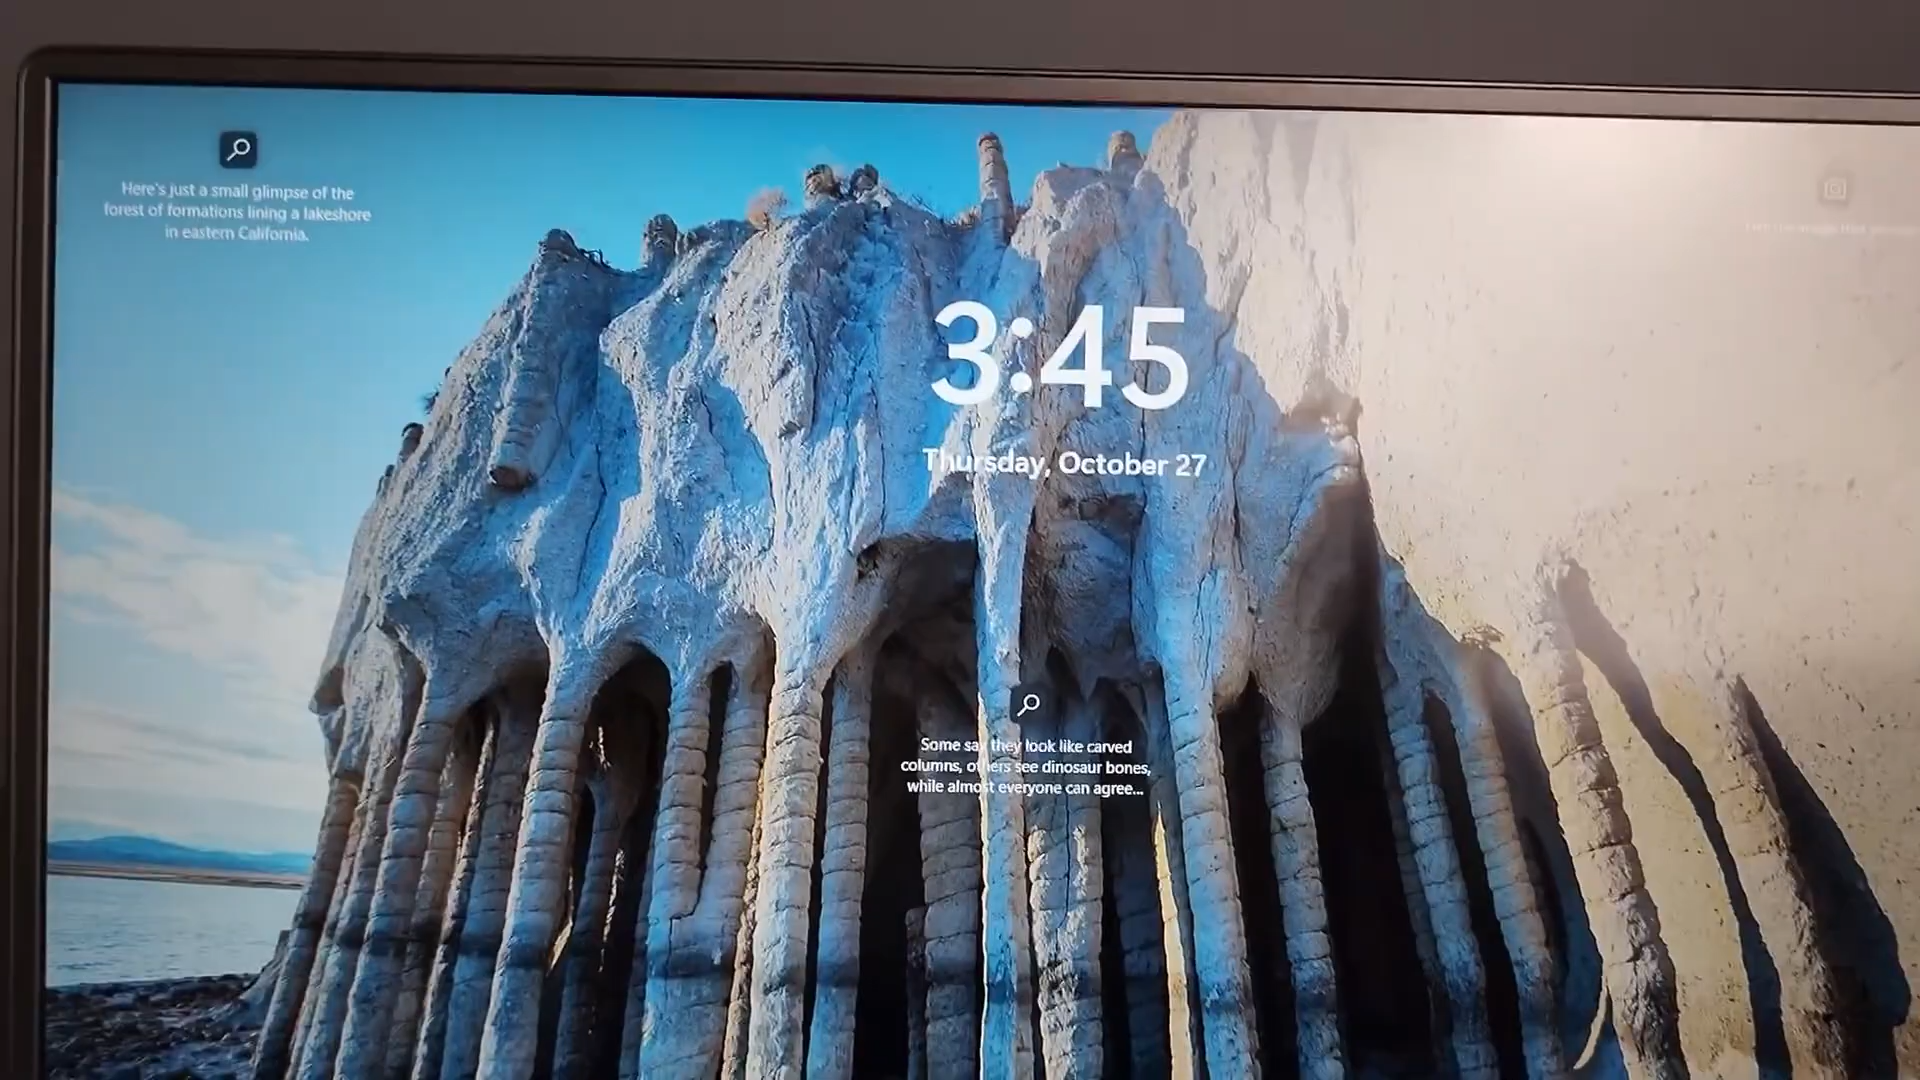 Here's just a small glimpse of the
forest of formations lining a lakeshore
in eastern California.
3:45
Thursday, October 27
Some say they look like carved
columns, others see dinosaur bones,
while almost everyone can agree...